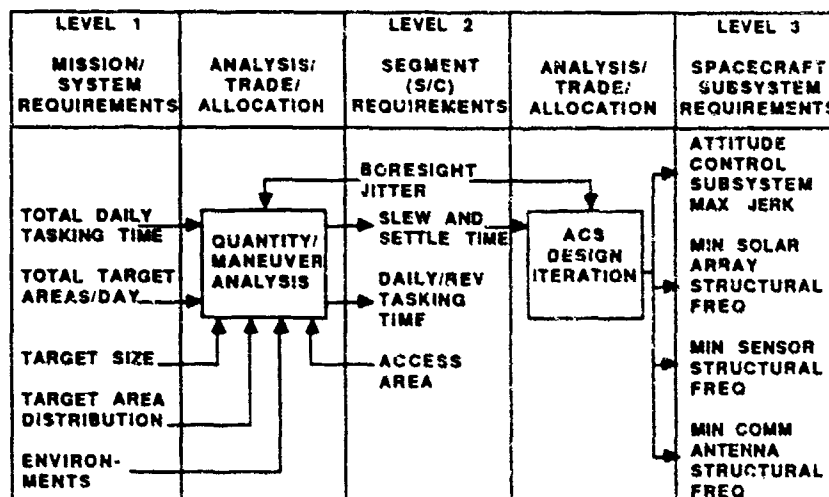 LEVEL 1
MISSION/
SYSTEM
REQUIREMENTS
ANALYSIS/
TRADE/
ALLOCATION
LEVEL 2
SEGMENT
(S/C)
REQUIREMENTS
ANALYSIS/
TRADE/
ALLOCATION
LEVEL 3
SPACECRAFT
SUBSYSTEM
REQUIREMENTS
TOTAL DAILY
TASKING TIME
TOTAL TARGET
AREAS/DAY
TARGET SIZE
TARGET AREA
DISTRIBUTION
ENVIRON-
MENTS
QUANTITY/
MANEUVER
ANALYSIS
BORESIGHT
JITTER
SLEW AND
SETTLE TIME
DAILY/REV
TASKING
TIME
ACCESS
AREA
ACS
DESIGN
ITERATION
ATTITUDE
CONTROL
SUBSYSTEM
MAX JERK
MIN SOLAR
ARRAY
STRUCTURAL
FREQ
MIN SENSOR
STRUCTURAL
FREQ
MIN COMM
ANTENNA
STRUCTURAL
FREQ